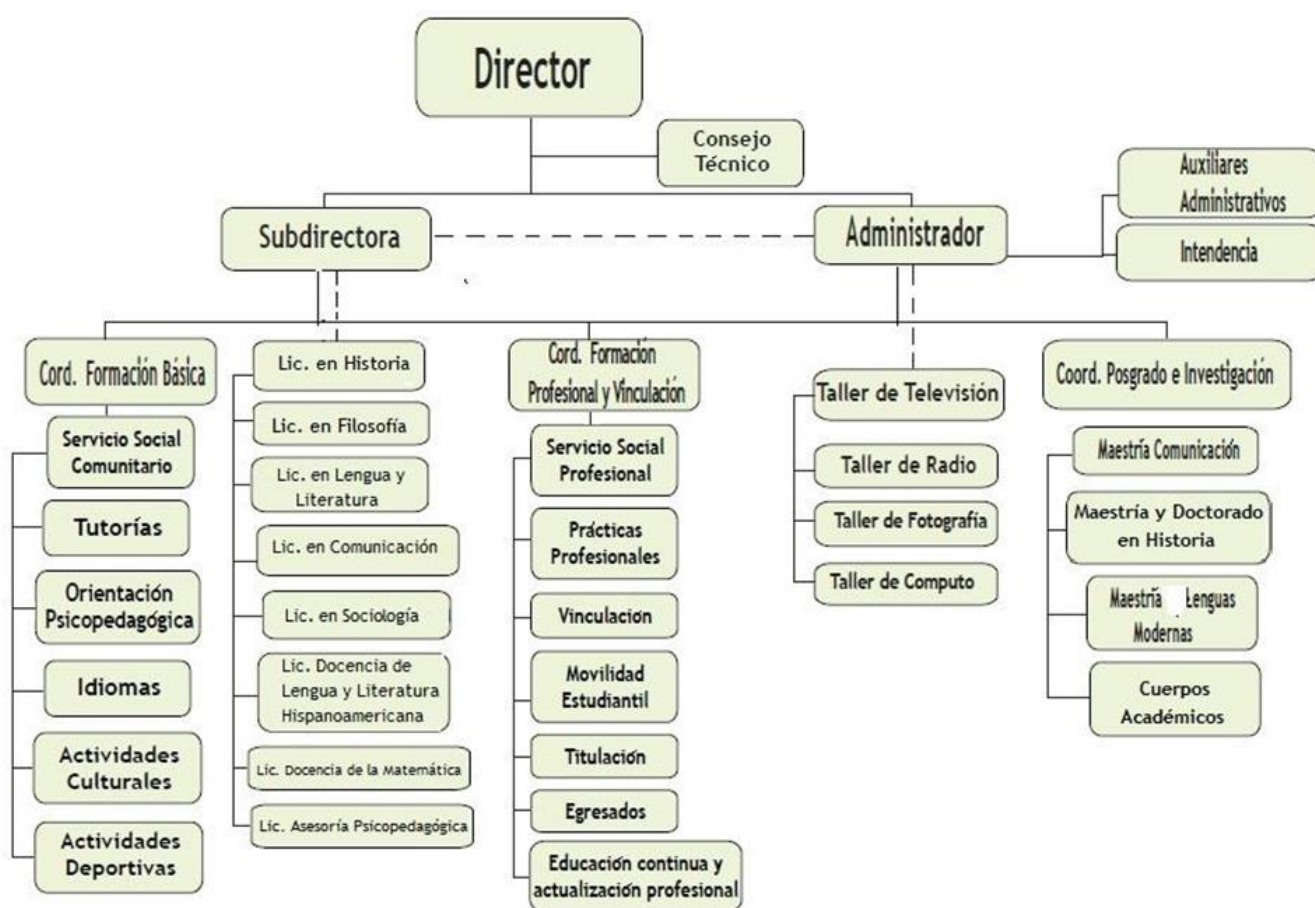 Director
Consejo
Técnico
Auxiliares
Administrativos
Subdirectora
Administrador
Intendencia
Cord. Formación Básica
Servicio Social
Comunitario
Tutorías
Orientación
Psicopedagógica
Idiomas
Actividades
Culturales
Actividades
Deportivas
Lic. en Historia
Lic. en Filosofía
Lic. en Lengua y
Literatura
Lic. en Comunicación
Lic. en Sociología
Lic. Docencia de
Lengua y Literatura
Hispanoamericana
Lic. Docencia de la Matemática
Lic. Asesoría Psicopedagógica
Cord. Formación
Profesional y Vinculación
Servicio Social
Profesional
Prácticas
Profesionales
Vinculación
Movilidad
Estudiantil
Titulación
Egresados
Educación continua y
actualización profesional
Taller de Televisión
Taller de Radio
Taller de Fotografía
Taller de Computo
Coord. Posgrado e Investigación
Maestría Comunicación
Maestría y Doctorado
en Historia
Maestría Lenguas
Modernas
Cuerpos
Académicos